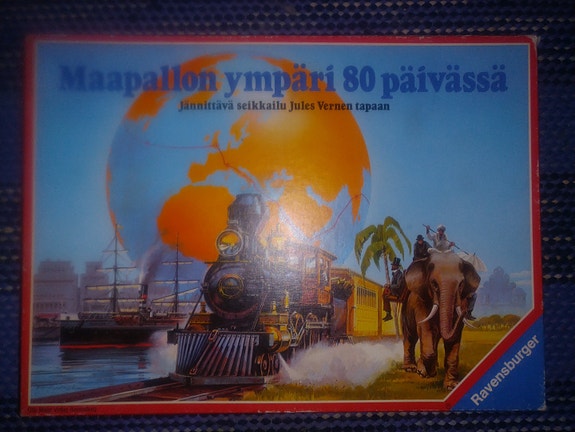 Maapallon ympäri 80 päivässä
Jännittävä seikkailu Jules Vernen tapaan
Ravensburger